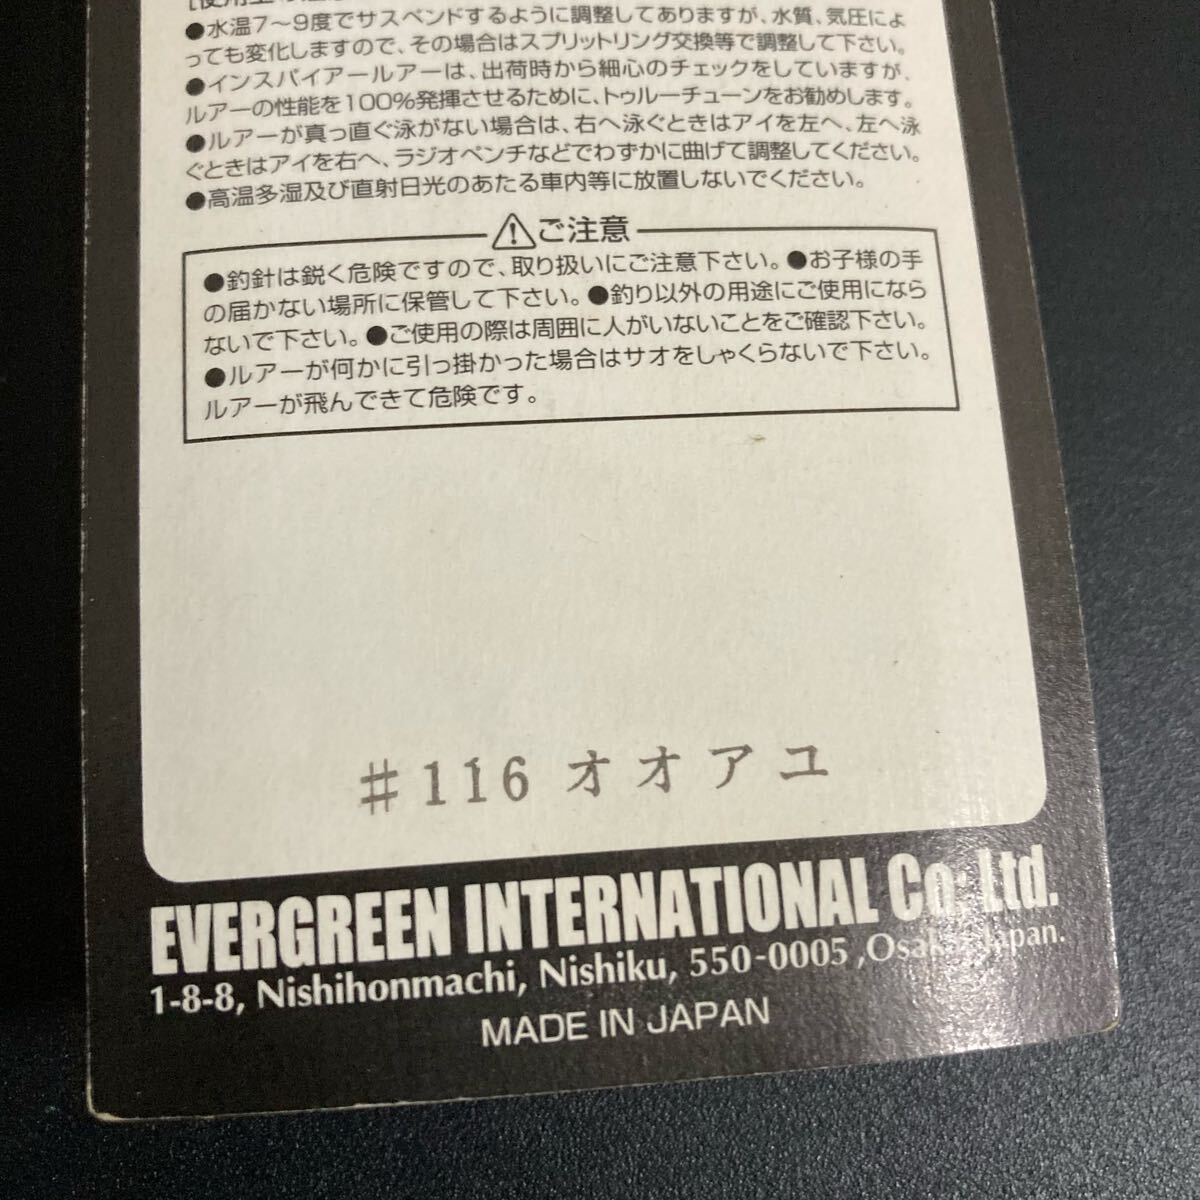 ●水温7〜9度でサスペンドするように調整してありますが、水質、気圧によ
っても変化しますので、その場合はスプリットリング交換等で調整して下さい。
●インスパイアールアーは、出荷時から細心のチェックをしていますが、
ルアーの性能を100%発揮させるために、トゥルーチューンをお勧めします。
●ルアーが真っ直ぐ泳がない場合は、右へ泳ぐときはアイを左へ、左へ泳
ぐときはアイを右へ、ラジオペンチなどでわずかに曲げて調整してください。
●高温多湿及び直射日光のあたる車内等に放置しないでください。
⚠ご注意
●釣針は鋭く危険ですので、取り扱いにご注意下さい。●お子様の手
の届かない場所に保管して下さい。●釣り以外の用途にご使用になら
ないで下さい。●ご使用の際は周囲に人がいないことをご確認下さい。
●ルアーが何かに引っ掛かった場合はサオをしゃくらないで下さい。
ルアーが飛んできて危険です。
#116 オオアユ
EVERGREEN INTERNATIONAL Co., Ltd.
1-8-8, Nishihonmachi, Nishiku, 550-0005 ,Osaka Japan.
MADE IN JAPAN